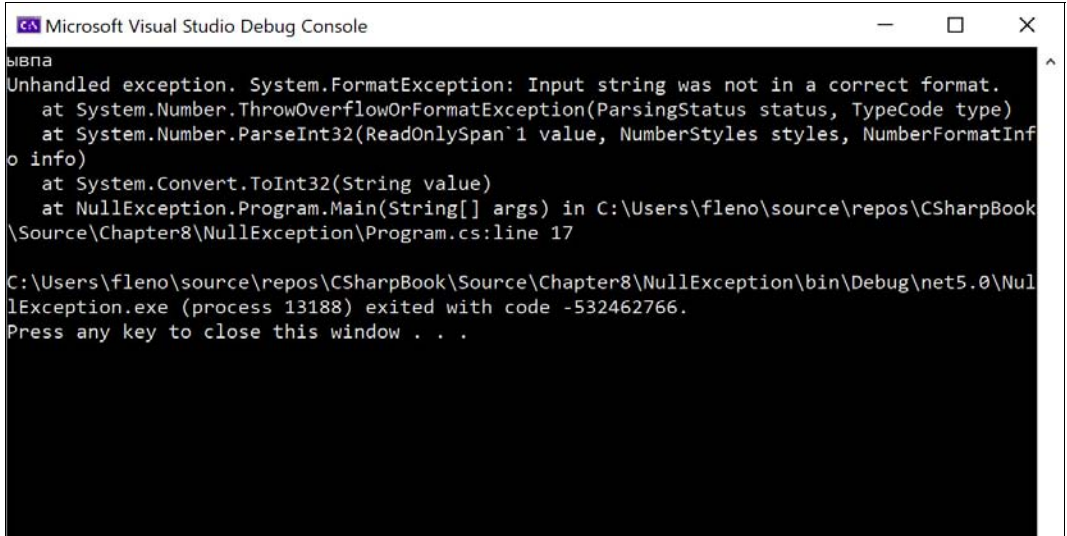 Microsoft Visual Studio Debug Console
ывпа
Unhandled exception. System.FormatException: Input string was not in a correct format.
   at System.Number.ThrowOverflowOrFormatException(ParsingStatus status, TypeCode type)
   at System.Number.ParseInt32(ReadOnlySpan`1 value, NumberStyles styles, NumberFormatInf
o info)
   at System.Convert.ToInt32(String value)
   at NullException.Program.Main(String[] args) in C:\Users\fleno\source\repos\CSharpBook
\Source\Chapter8\NullException\Program.cs:line 17
C:\Users\fleno\source\repos\CSharpBook\Source\Chapter8\NullException\bin\Debug\net5.0\Nul
lException.exe (process 13188) exited with code -532462766.
Press any key to close this window . . .